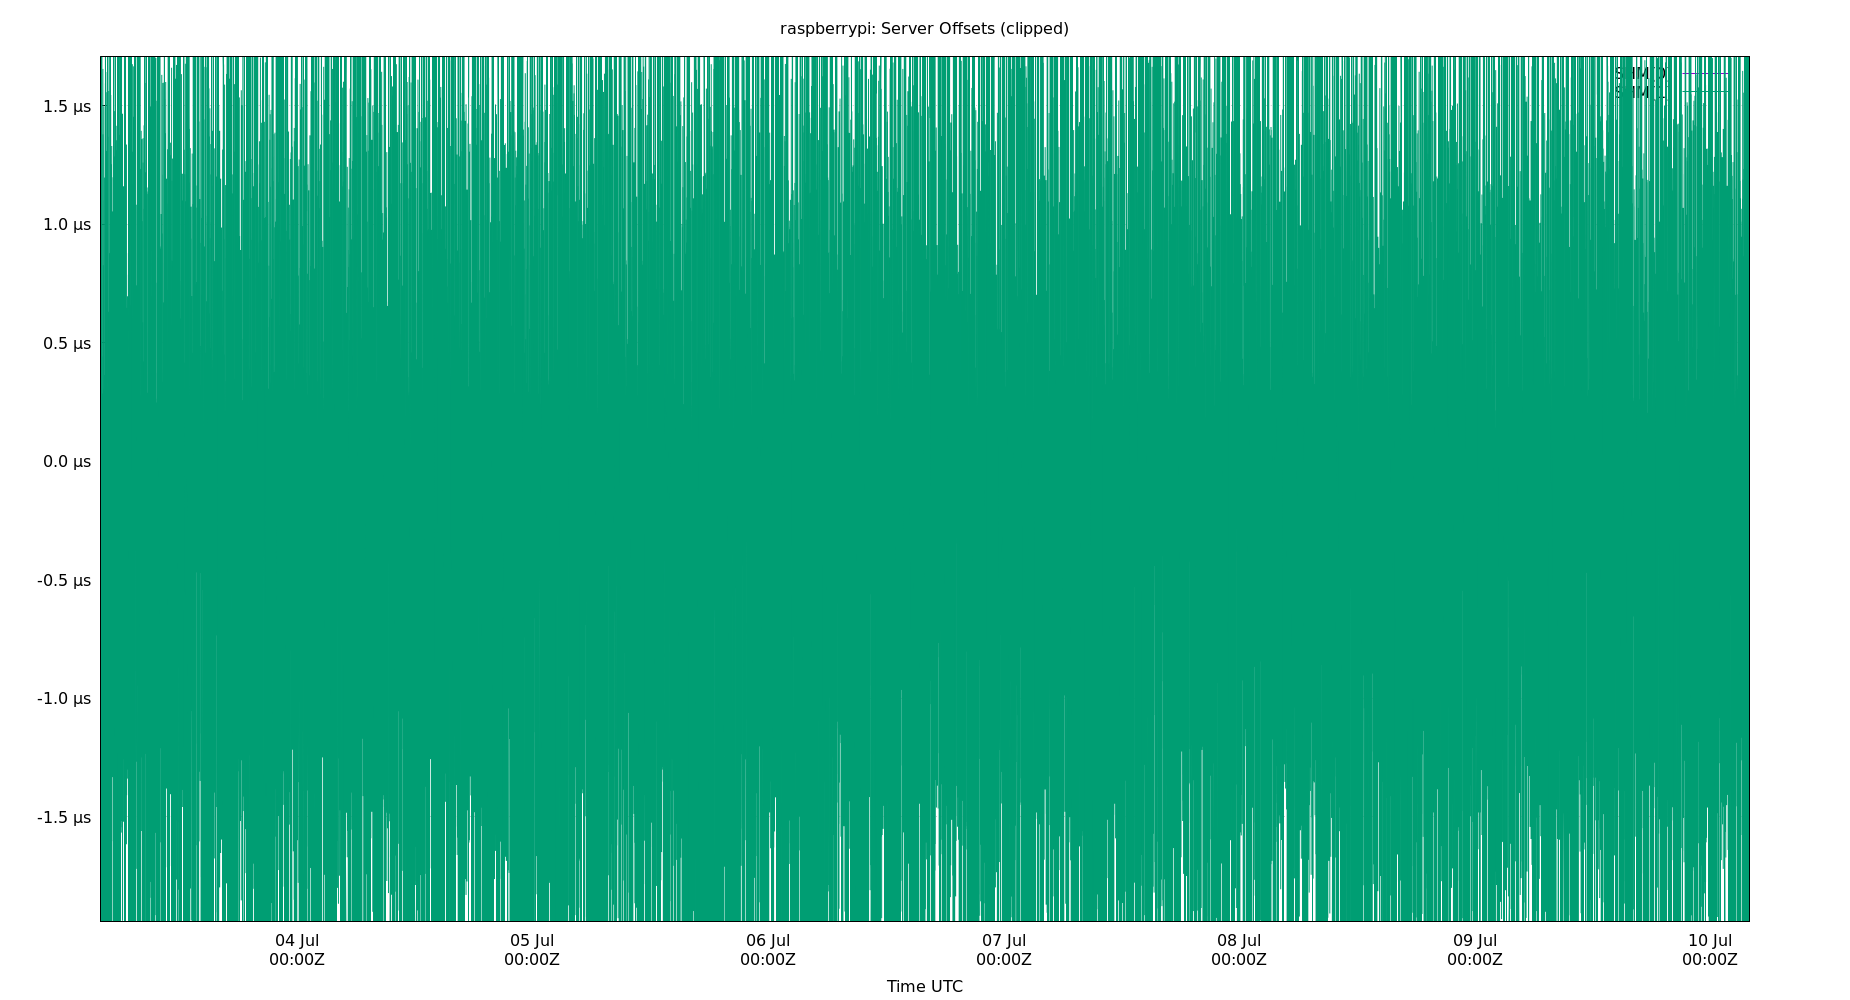 raspberrypi: Server Offsets (clipped)
1.5 µs
1.0 µs
0.5 µs
0.0 µs
-0.5 µs
-1.0 µs
-1.5 µs
04 Jul
00:00Z
05 Jul
00:00Z
06 Jul
00:00Z
07 Jul
00:00Z
08 Jul
00:00Z
09 Jul
00:00Z
10 Jul
00:00Z
Time UTC